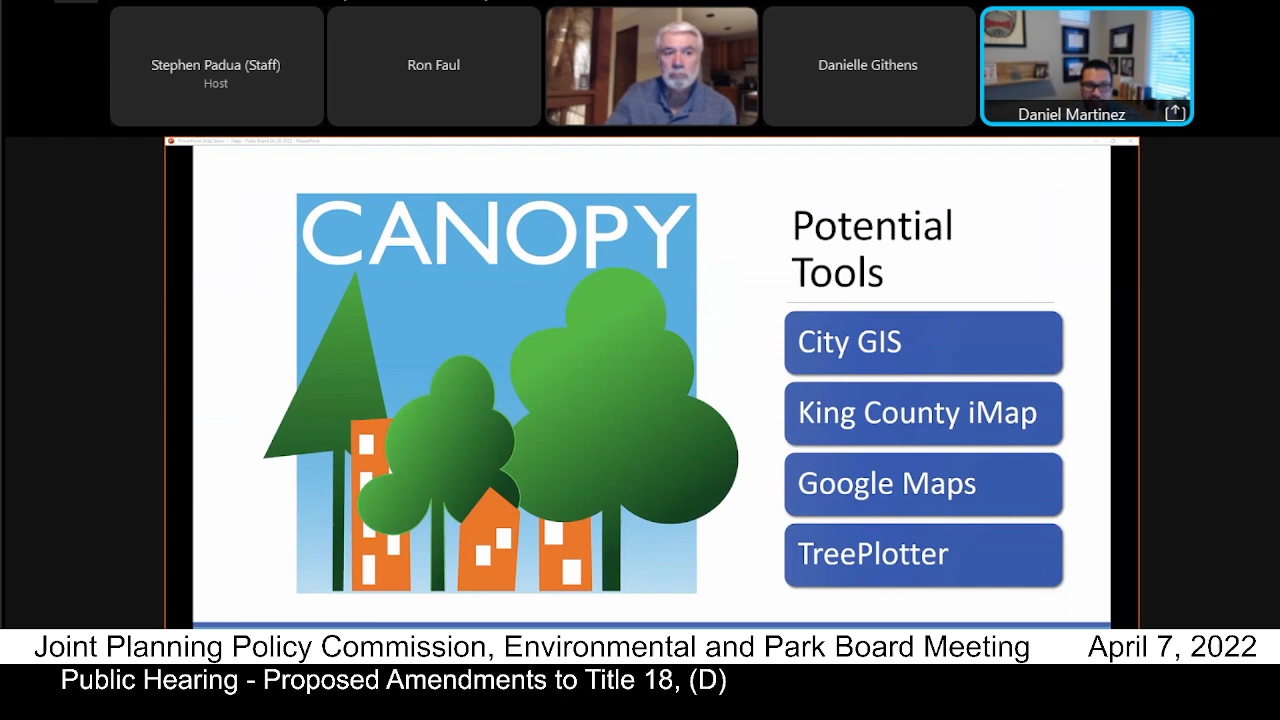 Stephen Padua (Staff)
Host
Ron Faul
Danielle Githens
Daniel Martinez
CANOPY
Potential
Tools
City GIS
King County iMap
Google Maps
TreePlotter
Joint Planning Policy Commission, Environmental and Park Board Meeting April 7, 2022
Public Hearing - Proposed Amendments to Title 18, (D)